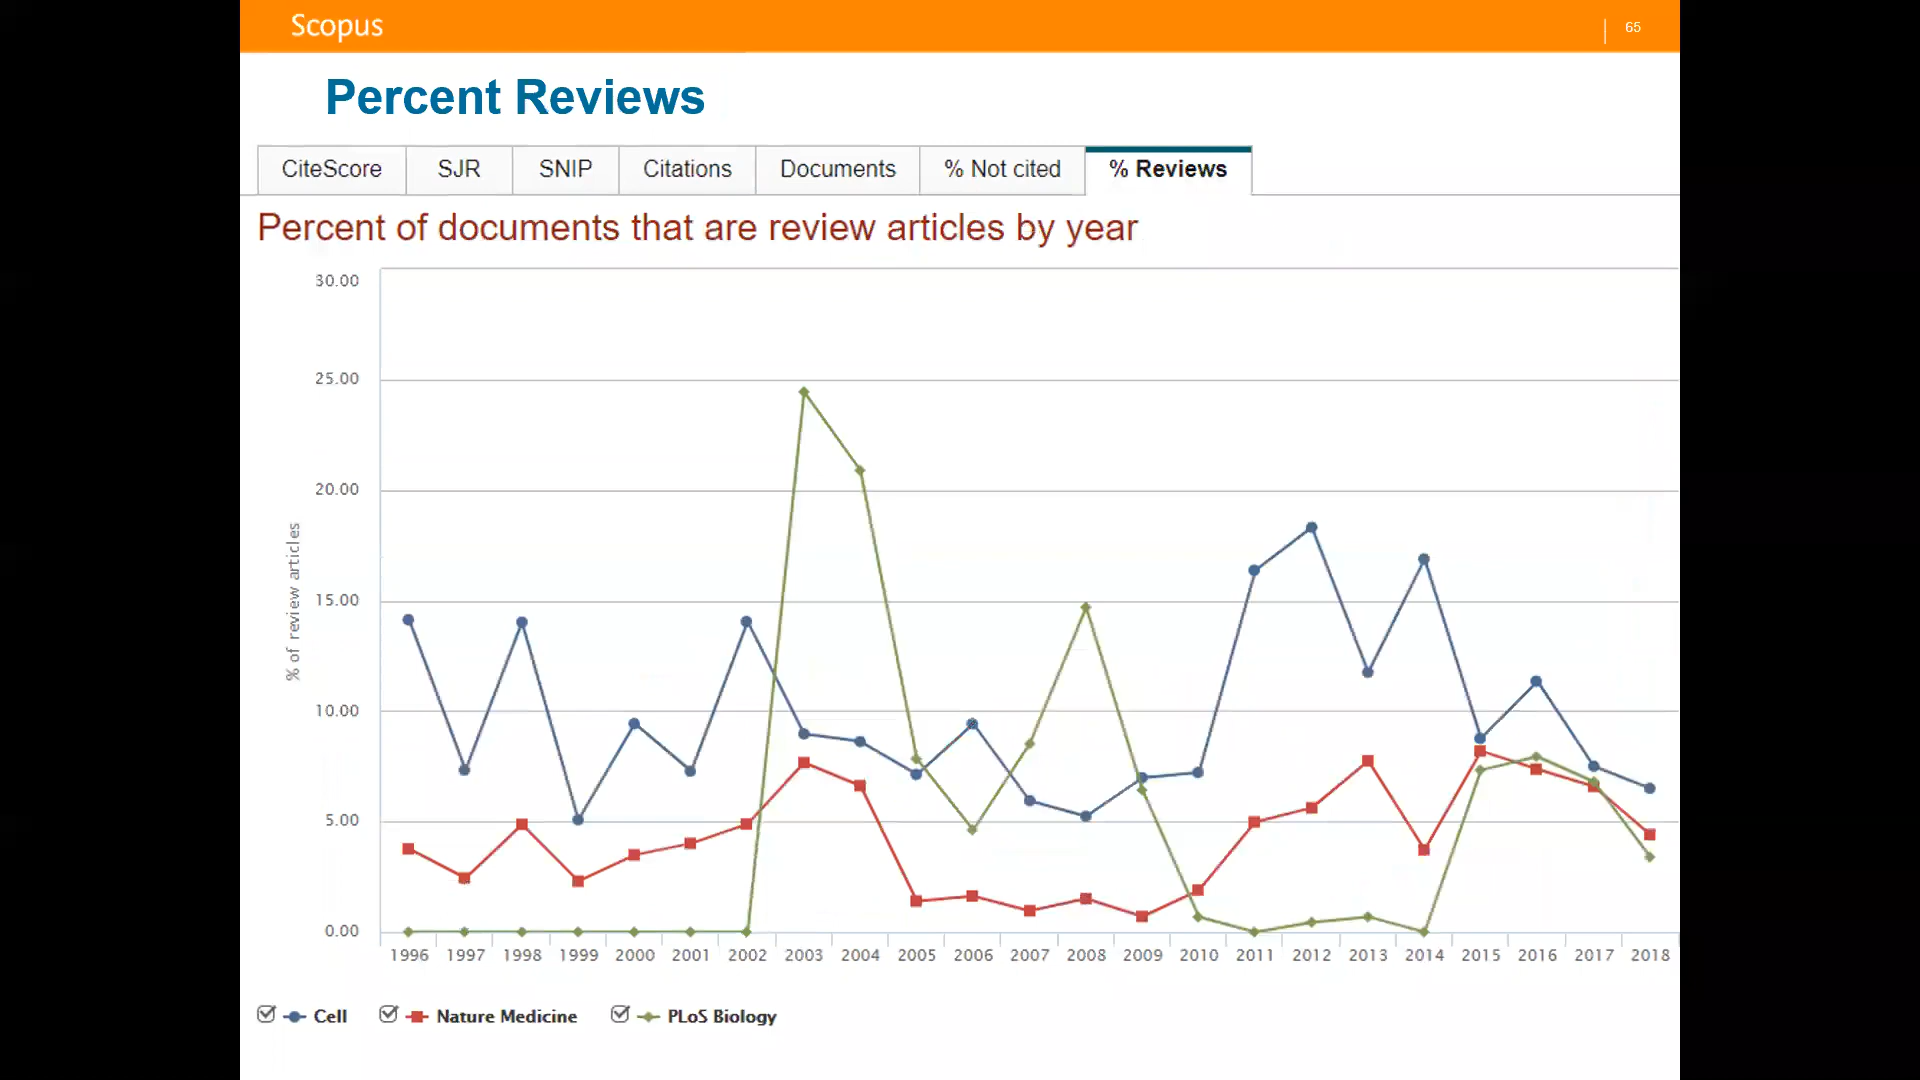 Scopus
65
Percent Reviews
CiteScore SJR SNIP Citations Documents % Not cited % Reviews
Percent of documents that are review articles by year
30.00
25.00
20.00
15.00
10.00
5.00
0.00
% of review articles
1996 1997 1998 1999 2000 2001 2002 2003 2004 2005 2006 2007 2008 2009 2010 2011 2012 2013 2014 2015 2016 2017 2018
Cell Nature Medicine PLoS Biology